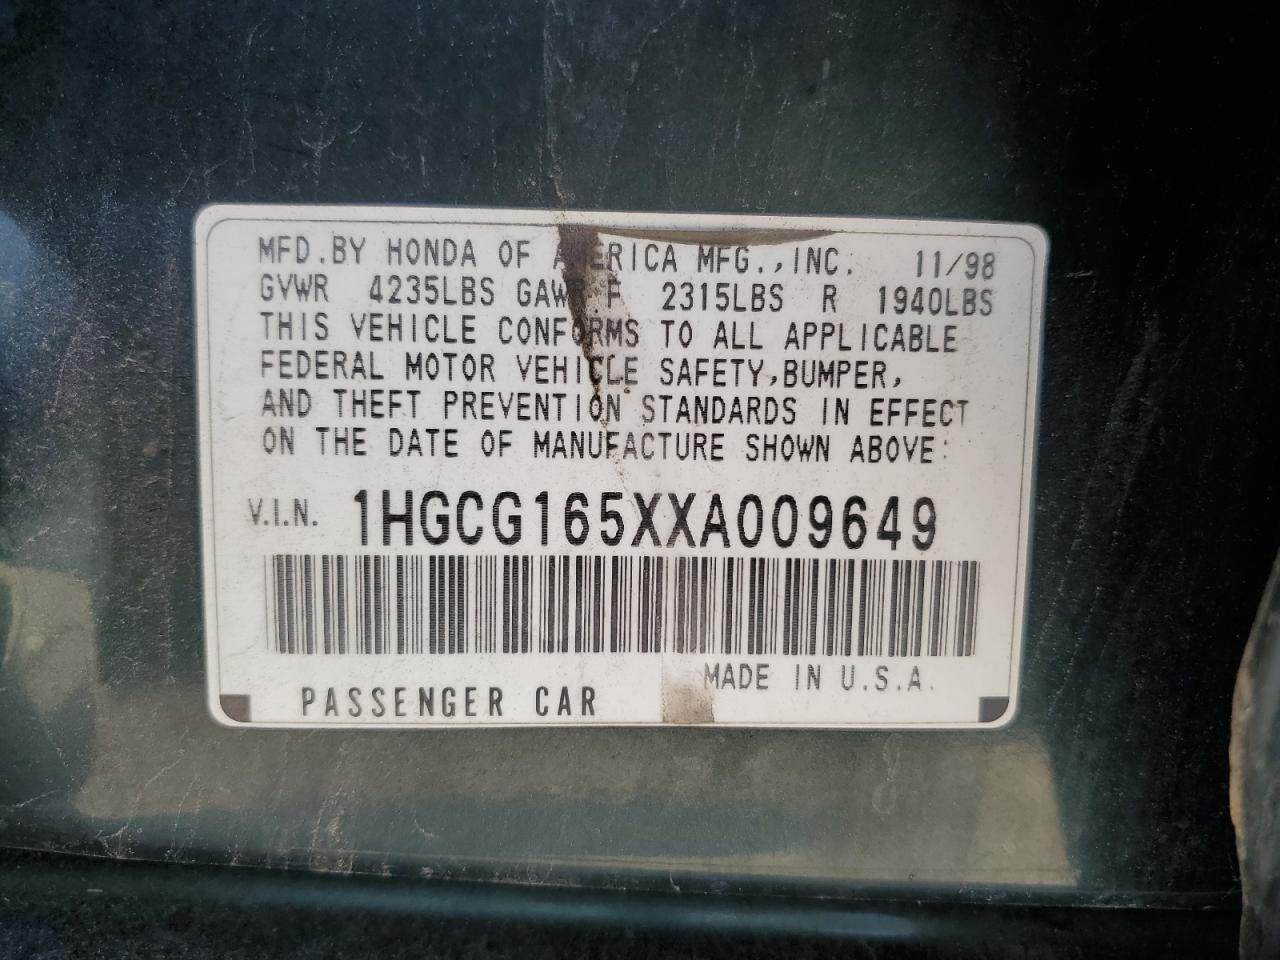 MFD.BY HONDA OF AMERICA MFG.,INC. 11/98
GVWR 4235LBS GAWR F 2315LBS R 1940LBS
THIS VEHICLE CONFORMS TO ALL APPLICABLE
FEDERAL MOTOR VEHICLE SAFETY,BUMPER,
AND THEFT PREVENTION STANDARDS IN EFFECT
ON THE DATE OF MANUFACTURE SHOWN ABOVE:
V.I.N. 1HGCG165XXA009649
MADE IN U.S.A.
PASSENGER CAR